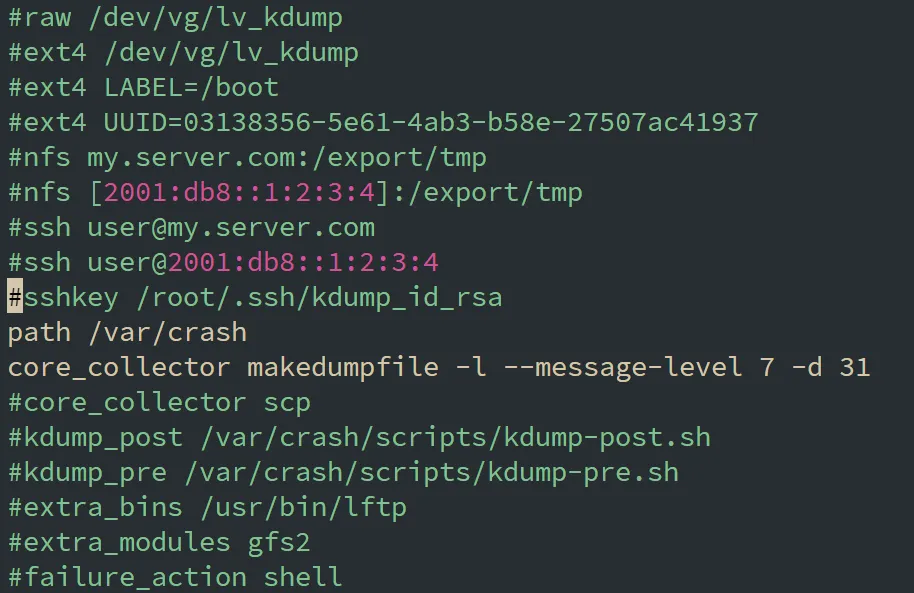 #raw /dev/vg/lv_kdump
#ext4 /dev/vg/lv_kdump
#ext4 LABEL=/boot
#ext4 UUID=03138356-5e61-4ab3-b58e-27507ac41937
#nfs my.server.com:/export/tmp
#nfs [2001:db8::1:2:3:4]:/export/tmp
#ssh user@my.server.com
#ssh user@2001:db8::1:2:3:4
#sshkey /root/.ssh/kdump_id_rsa
path /var/crash
core_collector makedumpfile -l --message-level 7 -d 31
#core_collector scp
#kdump_post /var/crash/scripts/kdump-post.sh
#kdump_pre /var/crash/scripts/kdump-pre.sh
#extra_bins /usr/bin/lftp
#extra_modules gfs2
#failure_action shell